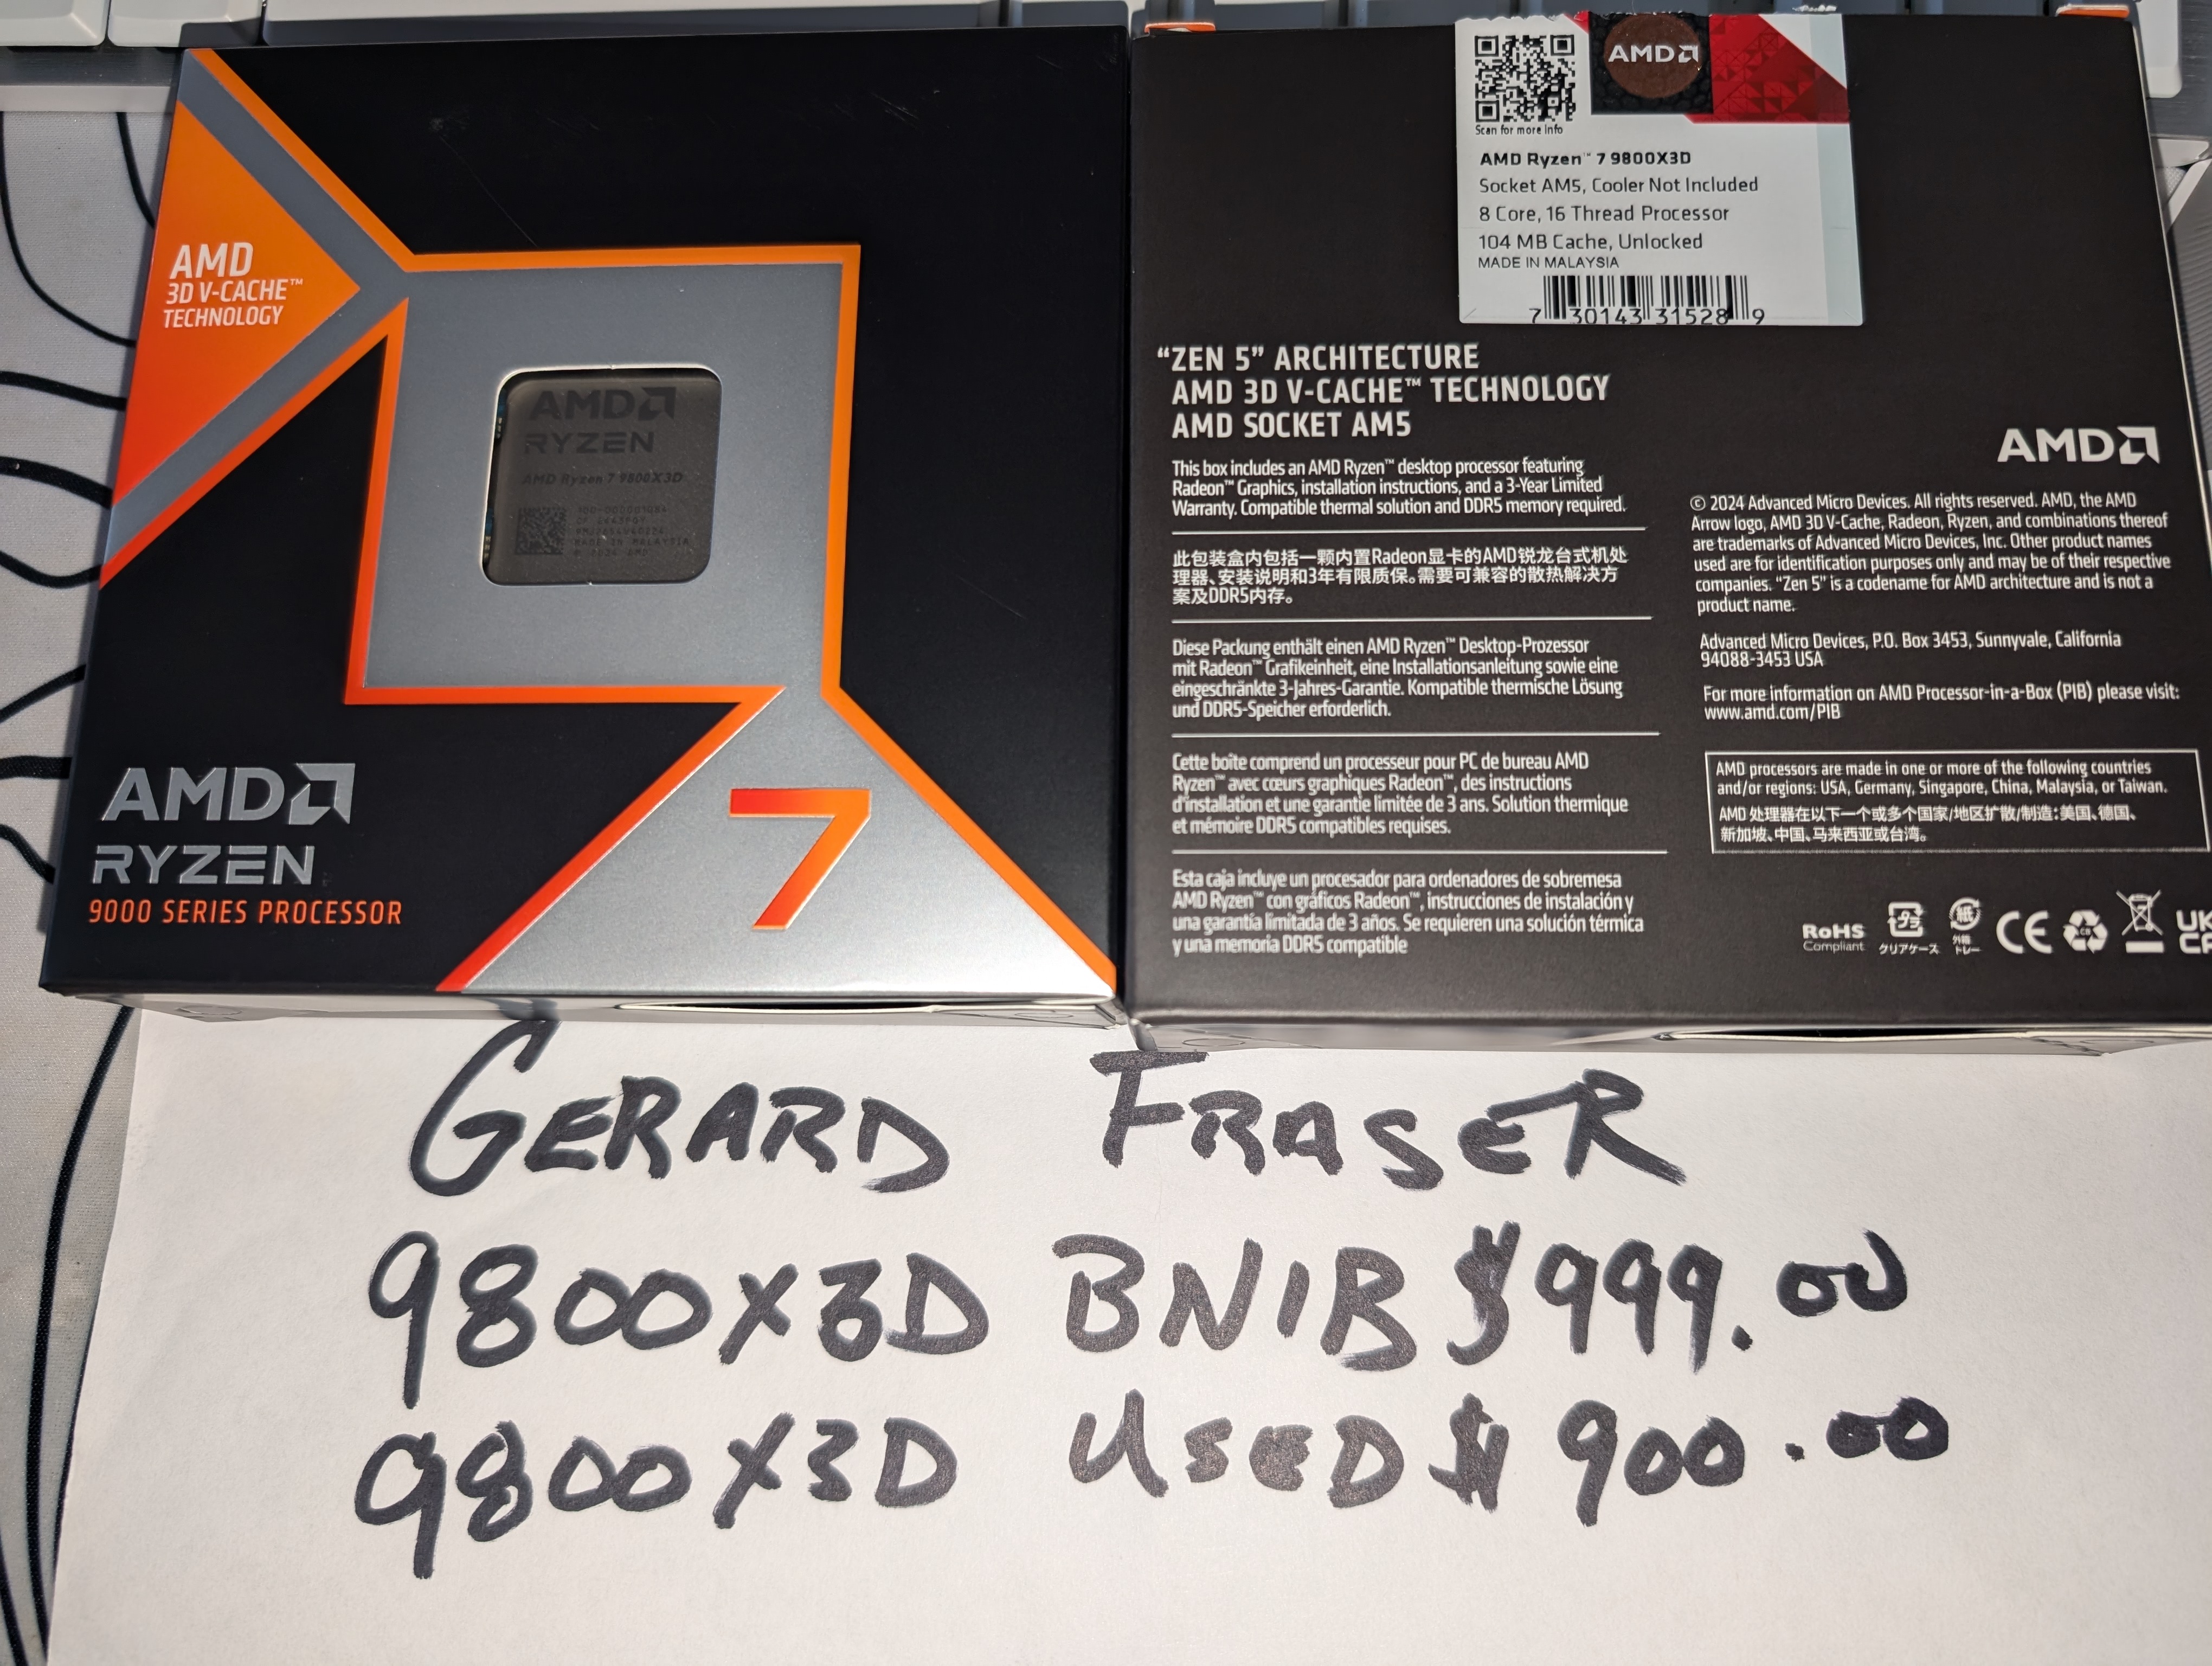 AMD
3D V-CACHE™
TECHNOLOGY
AMD
RYZEN
AMD Ryzen 7 9800X3D
MADE IN MALAYSIA
AMD
RYZEN
9000 SERIES PROCESSOR
7
AMD
Scan for more info
AMD Ryzen™ 7 9800X3D
Socket AM5, Cooler Not Included
8 Core, 16 Thread Processor
104 MB Cache, Unlocked
MADE IN MALAYSIA
7 30143 31528 9
“ZEN 5” ARCHITECTURE
AMD 3D V-CACHE™ TECHNOLOGY
AMD SOCKET AM5
This box includes an AMD Ryzen™ desktop processor featuring
Radeon™ Graphics, installation instructions, and a 3-Year Limited
Warranty. Compatible thermal solution and DDR5 memory required.
此包装盒内包括一颗内置Radeon显卡的AMD锐龙台式机处
理器、安装说明和3年有限质保。需要可兼容的散热解决方
案及DDR5内存。
Diese Packung enthält einen AMD Ryzen™ Desktop-Prozessor
mit Radeon™ Grafikeinheit, eine Installationsanleitung sowie eine
eingeschränkte 3-Jahres-Garantie. Kompatible thermische Lösung
und DDR5-Speicher erforderlich.
Cette boîte comprend un processeur pour PC de bureau AMD
Ryzen™ avec cœurs graphiques Radeon™, des instructions
d'installation et une garantie limitée de 3 ans. Solution thermique
et mémoire DDR5 compatibles requises.
Esta caja incluye un procesador para ordenadores de sobremesa
AMD Ryzen™ con gráficos Radeon™, instrucciones de instalación y
una garantía limitada de 3 años. Se requieren una solución térmica
y una memoria DDR5 compatible
AMD
© 2024 Advanced Micro Devices. All rights reserved. AMD, the AMD
Arrow logo, AMD 3D V-Cache, Radeon, Ryzen, and combinations thereof
are trademarks of Advanced Micro Devices, Inc. Other product names
used are for identification purposes only and may be of their respective
companies. “Zen 5” is a codename for AMD architecture and is not a
product name.
Advanced Micro Devices, P.O. Box 3453, Sunnyvale, California
94088-3453 USA
For more information on AMD Processor-in-a-Box (PIB) please visit:
www.amd.com/PIB
AMD processors are made in one or more of the following countries
and/or regions: USA, Germany, Singapore, China, Malaysia, or Taiwan.
AMD 处理器在以下一个或多个国家/地区扩散/制造：美国、德国、
新加坡、中国、马来西亚或台湾。
RoHS
Compliant
プラ
クリアケース
紙
外箱
トレー
CE
UK
CA
GERARD FRASER
9800X3D BNIB $999.00
9800X3D USED $900.00